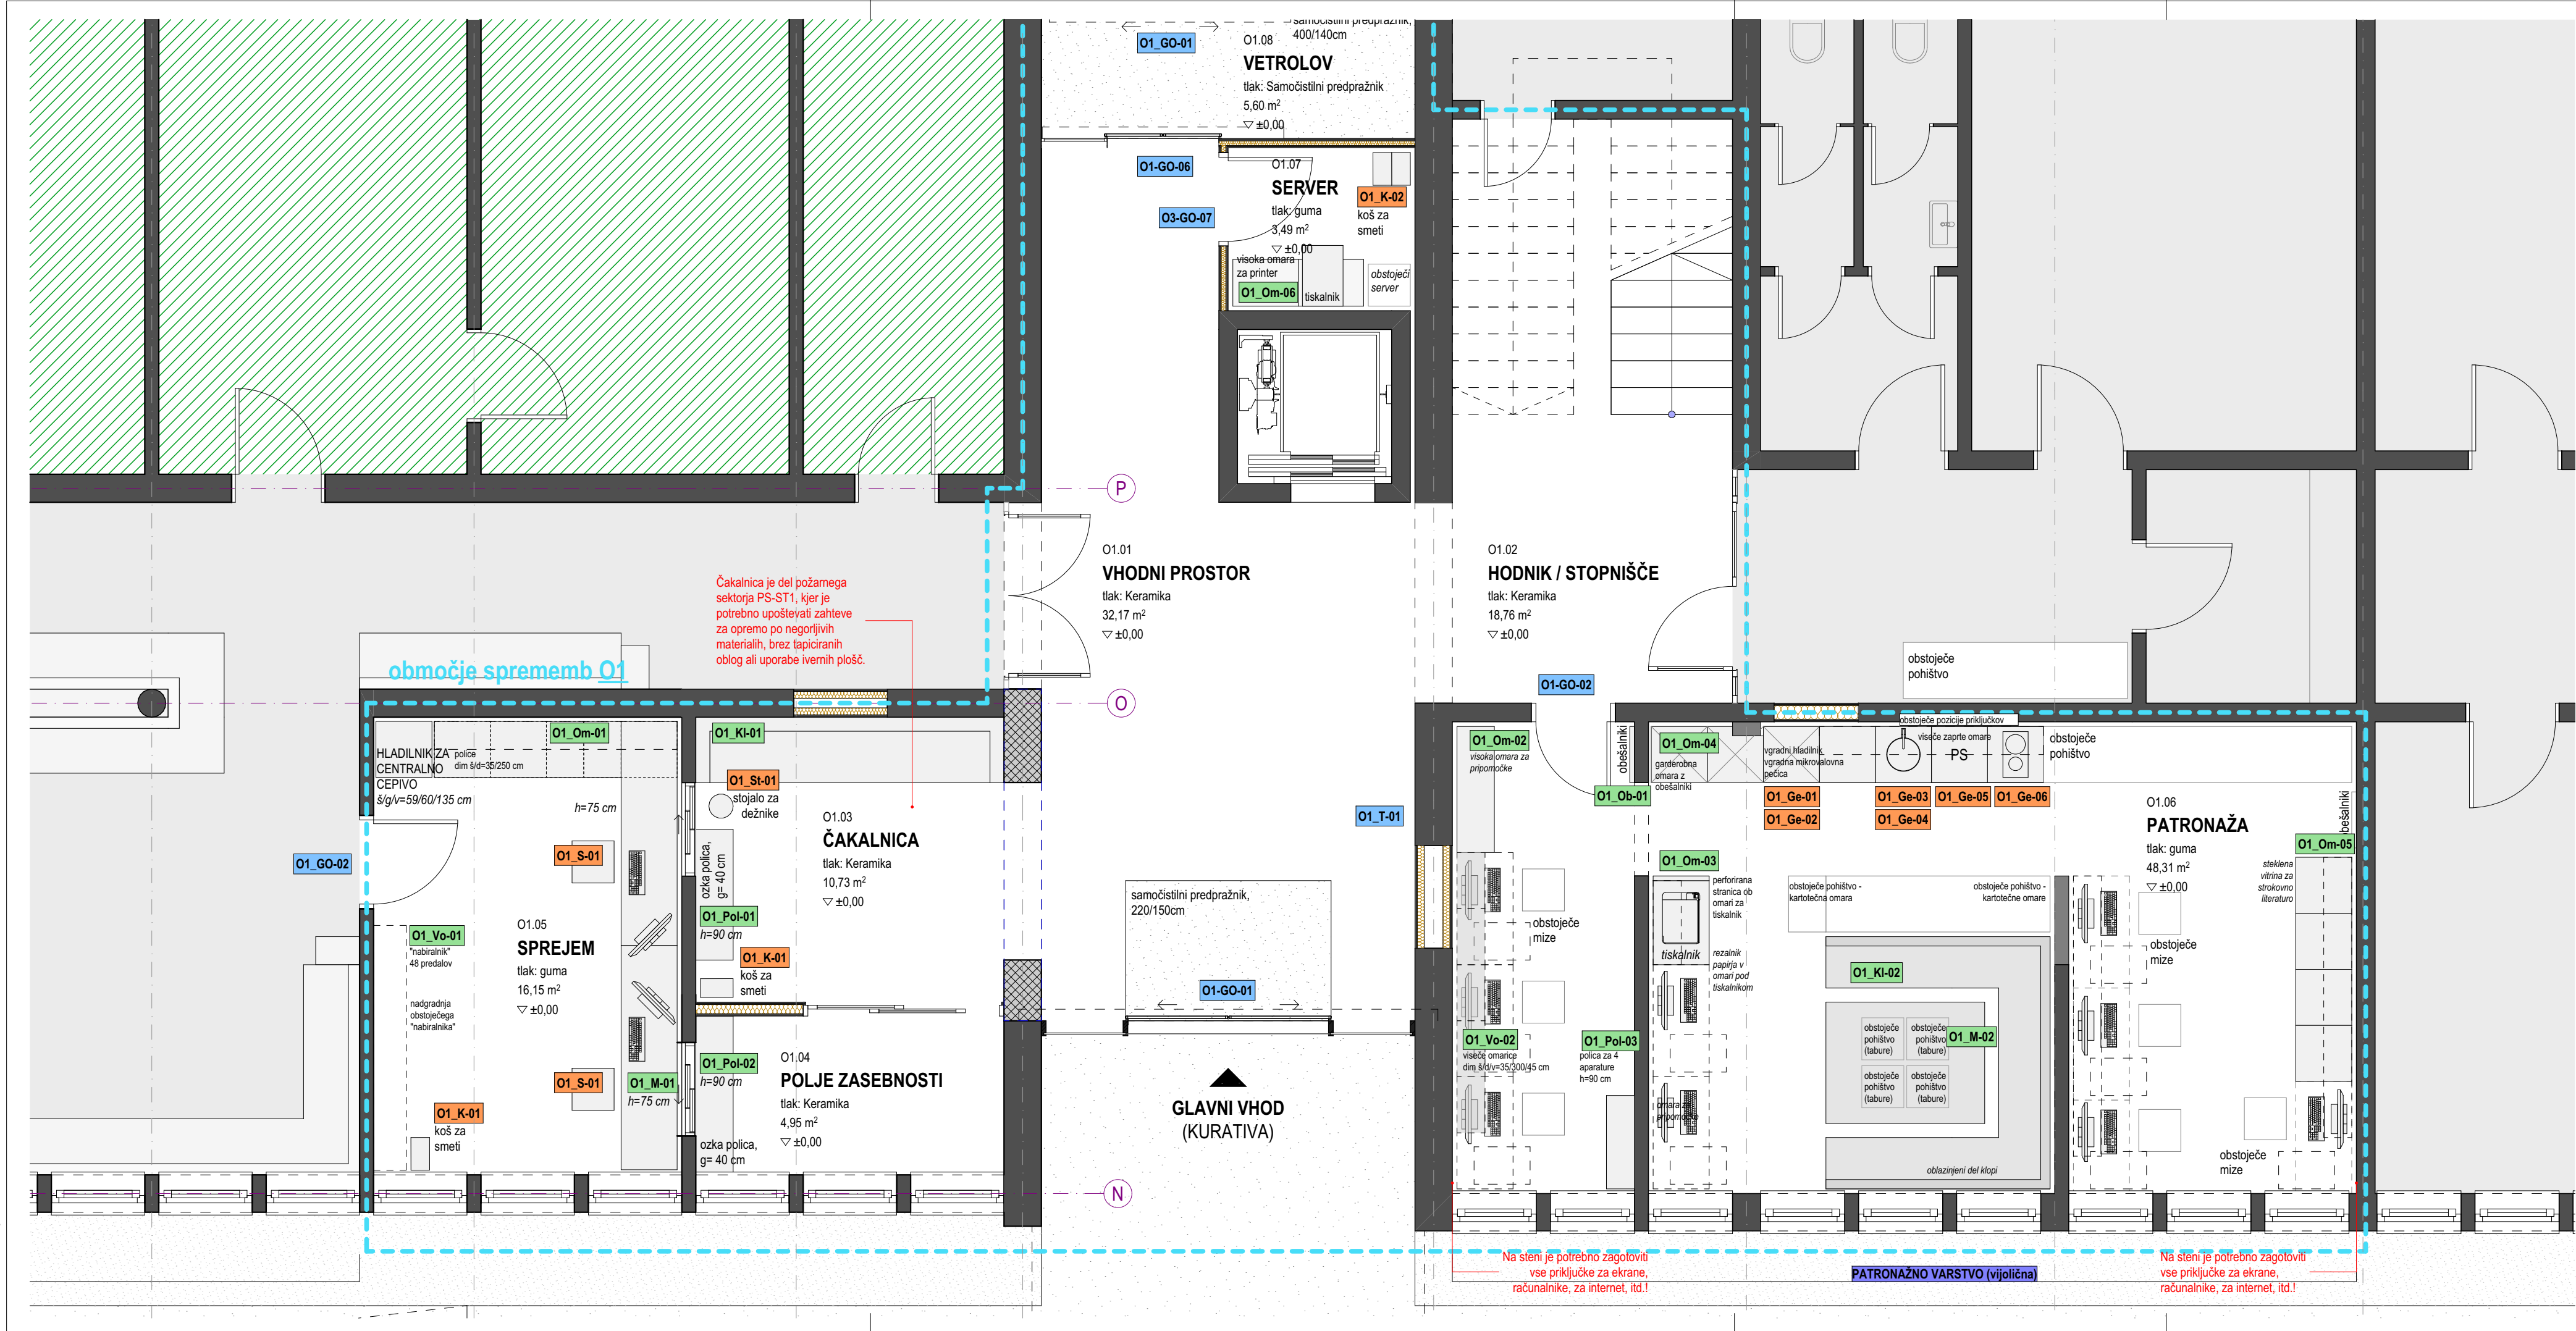 samočistilni predpražnik,
400/140cm
O1_GO-01
O1.08
VETROLOV
tlak: Samočistilni predpražnik
5,60 m²
±0,00
O1-GO-06
O3-GO-07
O1.07
SERVER
tlak: guma
3,49 m²
±0,00
O1_K-02
koš za
smeti
visoka omara
za printer
O1_Om-06
tiskalnik
obstoječi
server
P
O1.01
VHODNI PROSTOR
tlak: Keramika
32,17 m²
±0,00
O1.02
HODNIK / STOPNIŠČE
tlak: Keramika
18,76 m²
±0,00
Čakalnica je del požarnega
sektorja PS-ST1, kjer je
potrebno upoštevati zahteve
za opremo po negorljivih
materialih, brez tapiciranih
oblog ali uporabe ivernih plošč.
območje sprememb O1
O
O1-GO-02
obstoječe
pohištvo
HLADILNIK ZA
CENTRALNO
CEPIVO
š/g/v=59/60/135 cm
police
dim š/d=35/250 cm
O1_Om-01
h=75 cm
O1_S-01
O1_GO-02
O1_Vo-01
"nabiralnik"
48 predalov
nadgradnja
obstoječega
"nabiralnika"
O1.05
SPREJEM
tlak: guma
16,15 m²
±0,00
O1_S-01
O1_M-01
h=75 cm
O1_K-01
koš za
smeti
O1_Kl-01
O1_St-01
stojalo za
dežnike
ozka polica,
g= 40 cm
O1.03
ČAKALNICA
tlak: Keramika
10,73 m²
±0,00
O1_Pol-01
h=90 cm
O1_K-01
koš za
smeti
O1_Pol-02
h=90 cm
O1.04
POLJE ZASEBNOSTI
tlak: Keramika
4,95 m²
±0,00
ozka polica,
g= 40 cm
O1_T-01
samočistilni predpražnik,
220/150cm
O1-GO-01
GLAVNI VHOD
(KURATIVA)
N
O1_Om-02
visoka omara za
pripomočke
obešalniki
O1_Ob-01
O1_Om-04
garderobna
omara z
obešalniki
vgradni hladilnik
vgradna mikrovalovna
pečica
obstoječe pozicije priključkov
viseče zaprte omare
PS
obstoječe
pohištvo
O1_Ge-01
O1_Ge-02
O1_Ge-03
O1_Ge-04
O1_Ge-05
O1_Ge-06
O1.06
PATRONAŽA
tlak: guma
48,31 m²
±0,00
bešalniki
O1_Om-05
steklena
vitrina za
strokovno
literaturo
O1_Om-03
perforirana
stranica ob
omari za
tiskalnik
tiskalnik
rezalnik
papirja v
omari pod
tiskalnikom
obstoječe pohištvo -
kartotečna omara
obstoječe pohištvo -
kartotečne omare
obstoječe
mize
obstoječe
mize
O1_Kl-02
O1_Vo-02
viseče omarice
dim š/d/v=35/300/45 cm
O1_Pol-03
polica za 4
aparature
h=90 cm
omara za
pripomočke
obstoječe
pohištvo
(tabure)
obstoječe
pohištvo
(tabure)
O1_M-02
obstoječe
pohištvo
(tabure)
obstoječe
pohištvo
(tabure)
oblazinjeni del klopi
obstoječe
mize
Na steni je potrebno zagotoviti
vse priključke za ekrane,
računalnike, za internet, itd.!
PATRONAŽNO VARSTVO (vijolična)
Na steni je potrebno zagotoviti
vse priključke za ekrane,
računalnike, za internet, itd.!